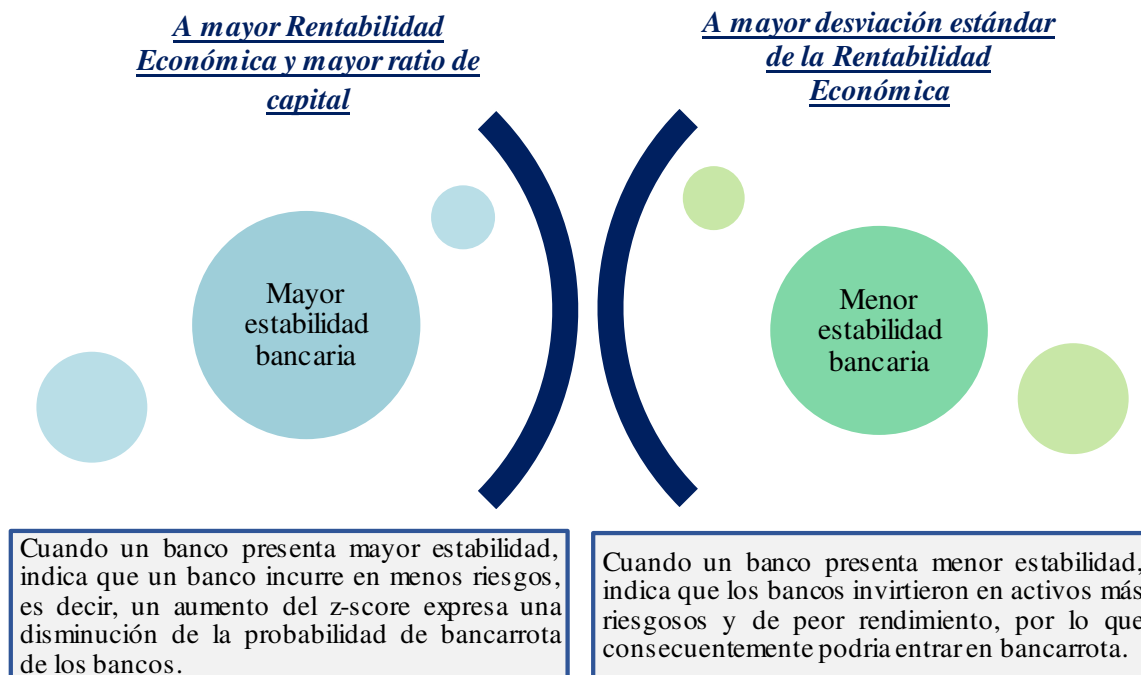 A mayor Rentabilidad
Económica y mayor ratio de
capital
Mayor
estabilidad
bancaria
Cuando un banco presenta mayor estabilidad,
indica que un banco incurre en menos riesgos,
es decir, un aumento del z-score expresa una
disminución de la probabilidad de bancarrota
de los bancos.
A mayor desviación estándar
de la Rentabilidad
Económica
Menor
estabilidad
bancaria
Cuando un banco presenta menor estabilidad,
indica que los bancos invirtieron en activos más
riesgosos y de peor rendimiento, por lo que
consecuentemente podria entrar en bancarrota.